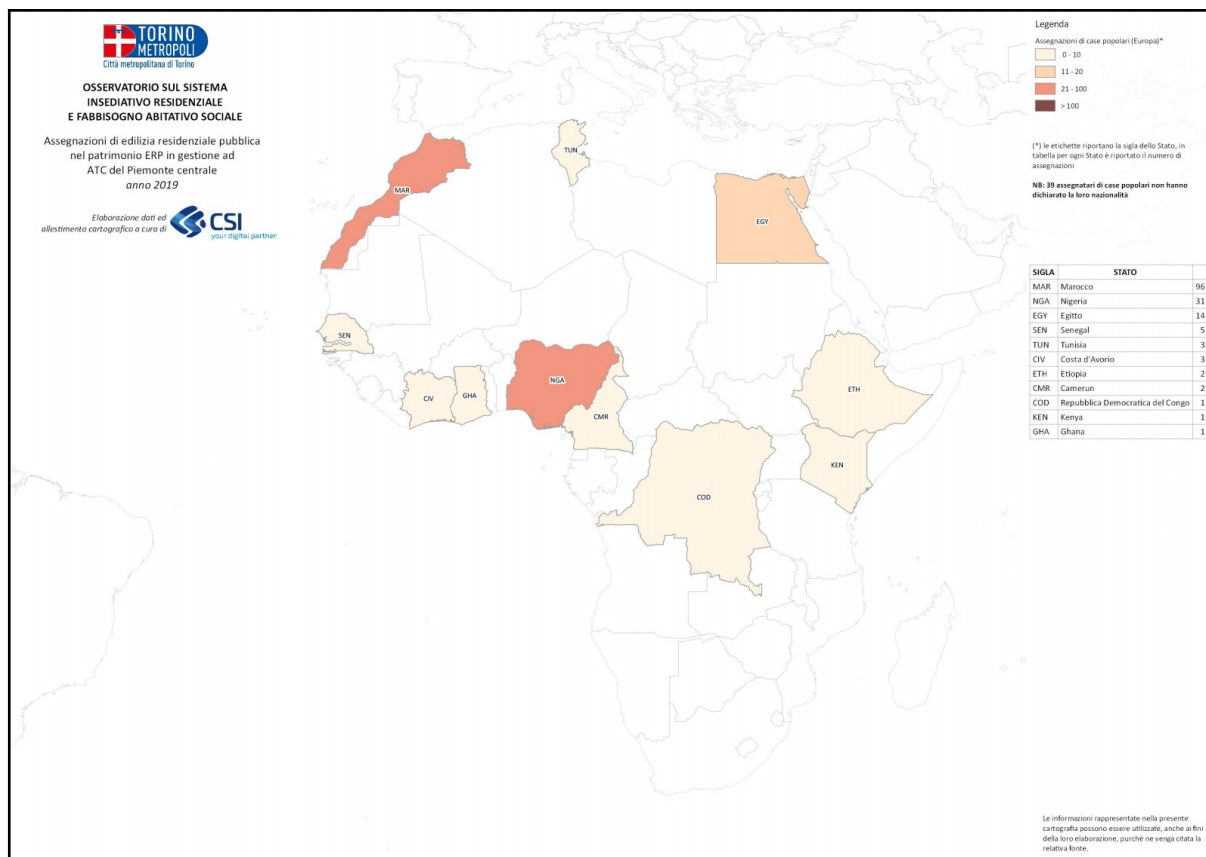 TORINO
METROPOLI
Città metropolitana di Torino
OSSERVATORIO SUL SISTEMA
INSEDIATIVO RESIDENZIALE
E FABBISOGNO ABITATIVO SOCIALE
Assegnazioni di edilizia residenziale pubblica
nel patrimonio ERP in gestione ad
ATC del Piemonte centrale
anno 2019
Elaborazione dati ed
allestimento cartografico a cura di
CSI
your digital partner
TUN
MAR
EGY
SEN
CIV
GHA
NGA
CMR
ETH
KEN
COD
Legenda
Assegnazioni di case popolari (Europa)*
0 - 10
11 - 20
21 - 100
> 100
(*) le etichette riportano la sigla dello Stato, in
tabella per ogni Stato è riportato il numero di
assegnazioni
NB: 39 assegnatari di case popolari non hanno
dichiarato la loro nazionalità
SIGLA STATO
MAR Marocco 96
NGA Nigeria 31
EGY Egitto 14
SEN Senegal 5
TUN Tunisia 3
CIV Costa d'Avorio 3
ETH Etiopia 2
CMR Camerun 2
COD Repubblica Democratica del Congo 1
KEN Kenya 1
GHA Ghana 1
Le informazioni rappresentate nella presente
cartografia possono essere utilizzate, anche ai fini
della loro elaborazione, purchè ne venga citata la
relativa fonte.